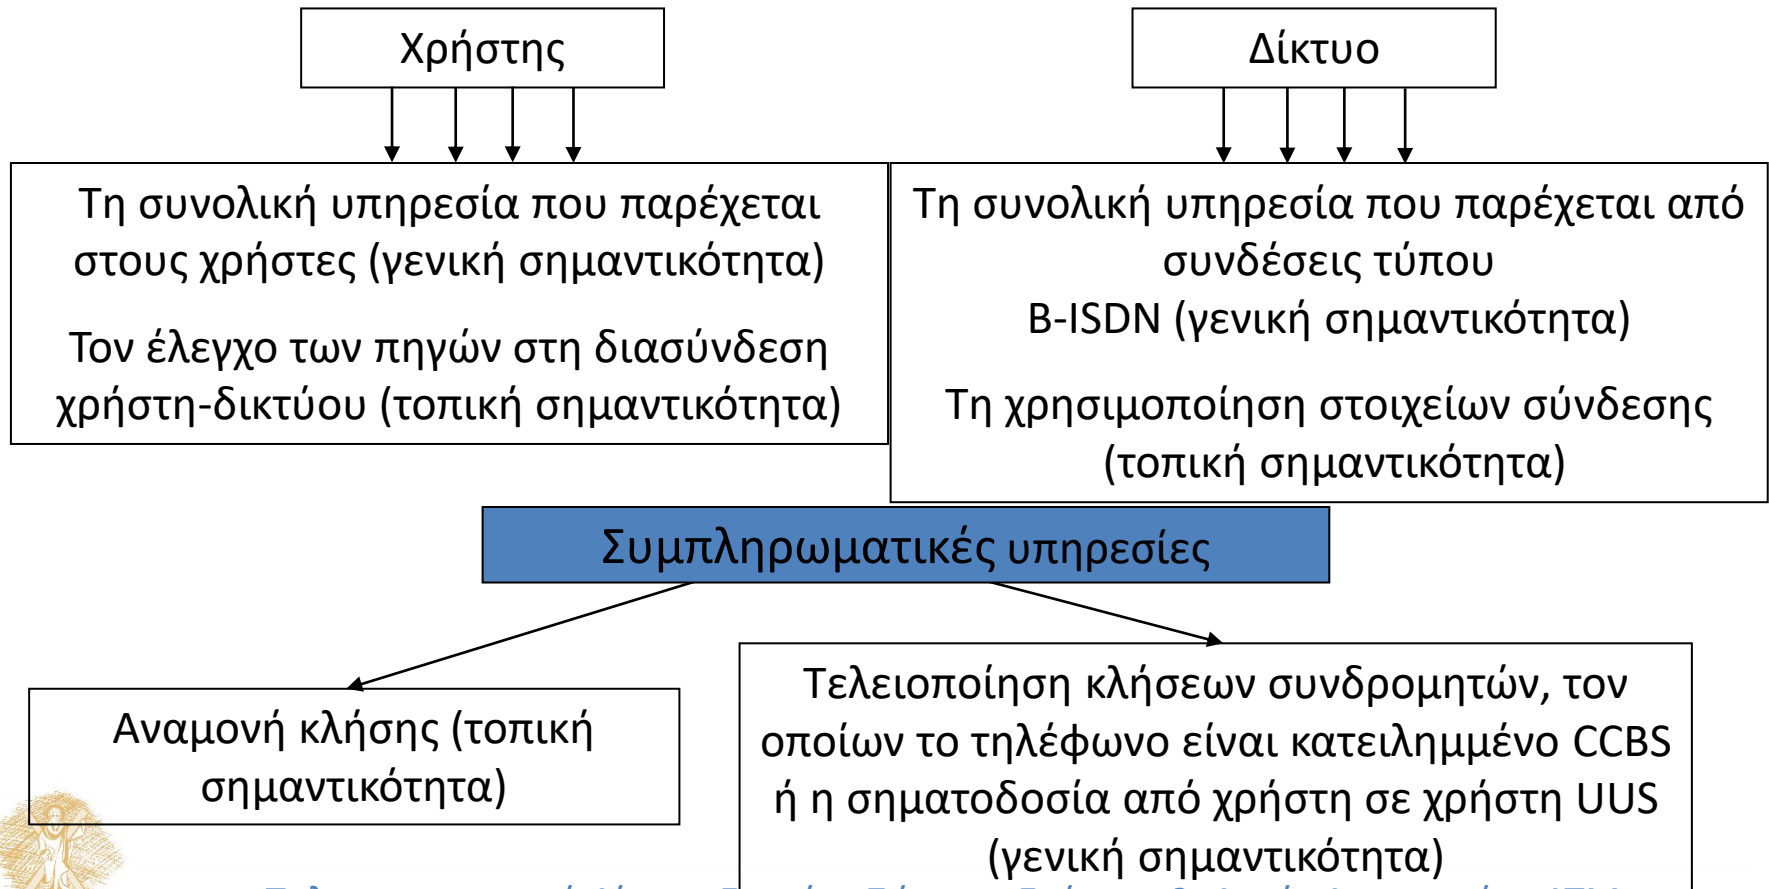 Χρήστης
Δίκτυο
Τη συνολική υπηρεσία που παρέχεται
στους χρήστες (γενική σημαντικότητα)
Τον έλεγχο των πηγών στη διασύνδεση
χρήστη-δικτύου (τοπική σημαντικότητα)
Τη συνολική υπηρεσία που παρέχεται από
συνδέσεις τύπου
B-ISDN (γενική σημαντικότητα)
Τη χρησιμοποίηση στοιχείων σύνδεσης
(τοπική σημαντικότητα)
Συμπληρωματικές υπηρεσίες
Αναμονή κλήσης (τοπική
σημαντικότητα)
Τελειοποίηση κλήσεων συνδρομητών, τον
οποίων το τηλέφωνο είναι κατειλημμένο CCBS
ή η σηματοδοσία από χρήστη σε χρήστη UUS
(γενική σημαντικότητα)